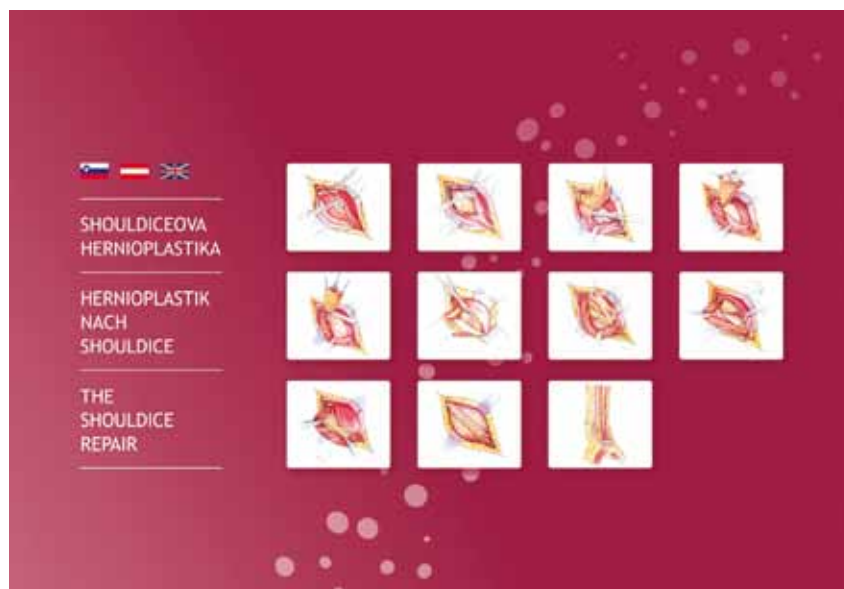 SHOULDICEOVA
HERNIOPLASTIKA
HERNIOPLASTIK
NACH
SHOULDICE
THE
SHOULDICE
REPAIR